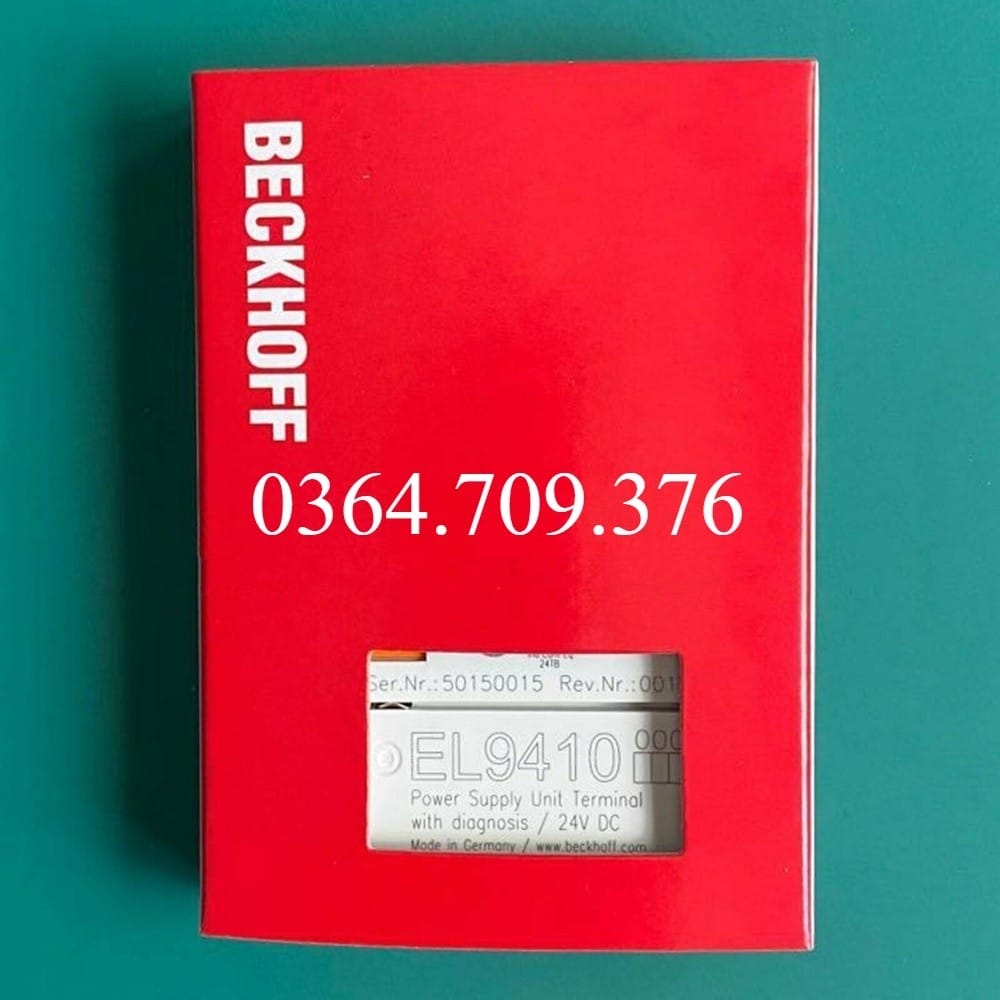 BECKHOFF
0364.709.376
24TB
Ser.Nr.:50150015 Rev.Nr.:001
EL9410
Power Supply Unit Terminal
with diagnosis / 24V DC
Made in Germany / www.beckhoff.com